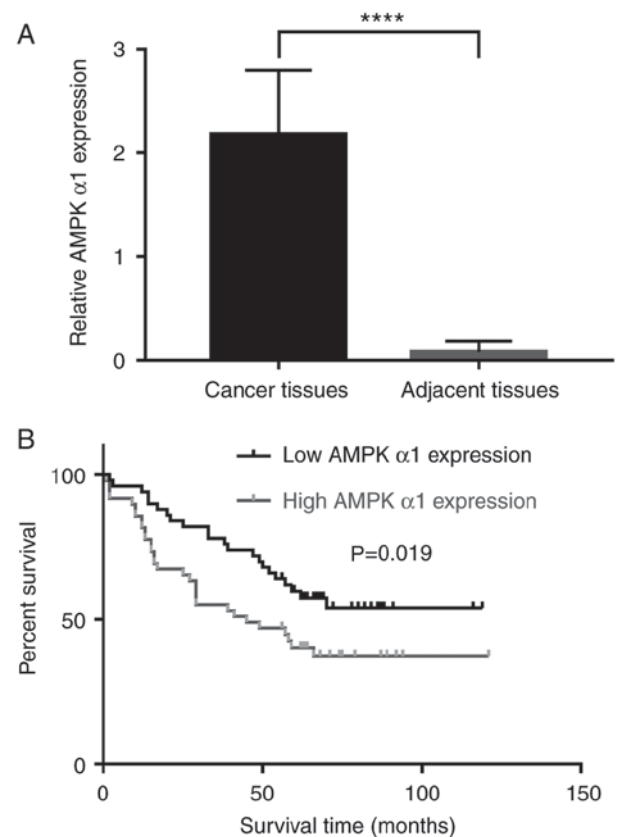 A
****
Relative AMPK α1 expression
3
2
1
0
Cancer tissues
Adjacent tissues
B
Low AMPK α1 expression
High AMPK α1 expression
P=0.019
Percent survival
100
50
0
0
50
100
150
Survival time (months)